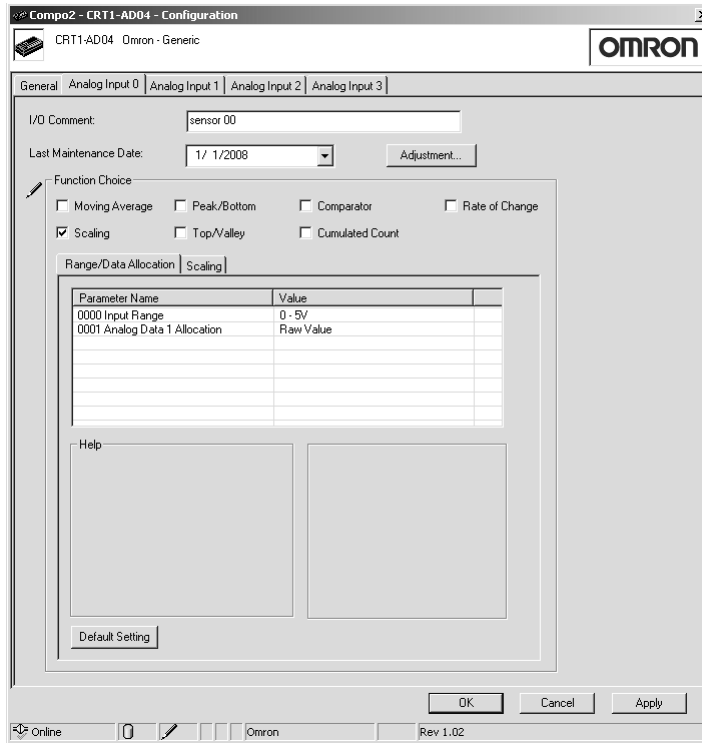 Compo2 - CRT1-AD04 - Configuration
CRT1-AD04 Omron - Generic
OMRON
General Analog Input 0 Analog Input 1 Analog Input 2 Analog Input 3
I/O Comment: sensor 00
Last Maintenance Date: 1/ 1/2008 Adjustment...
Function Choice
Moving Average Peak/Bottom Comparator Rate of Change
Scaling Top/Valley Cumulated Count
Range/Data Allocation Scaling
Parameter Name Value
0000 Input Range 0 - 5V
0001 Analog Data 1 Allocation Raw Value
Help
Default Setting
OK Cancel Apply
Online Omron Rev 1.02